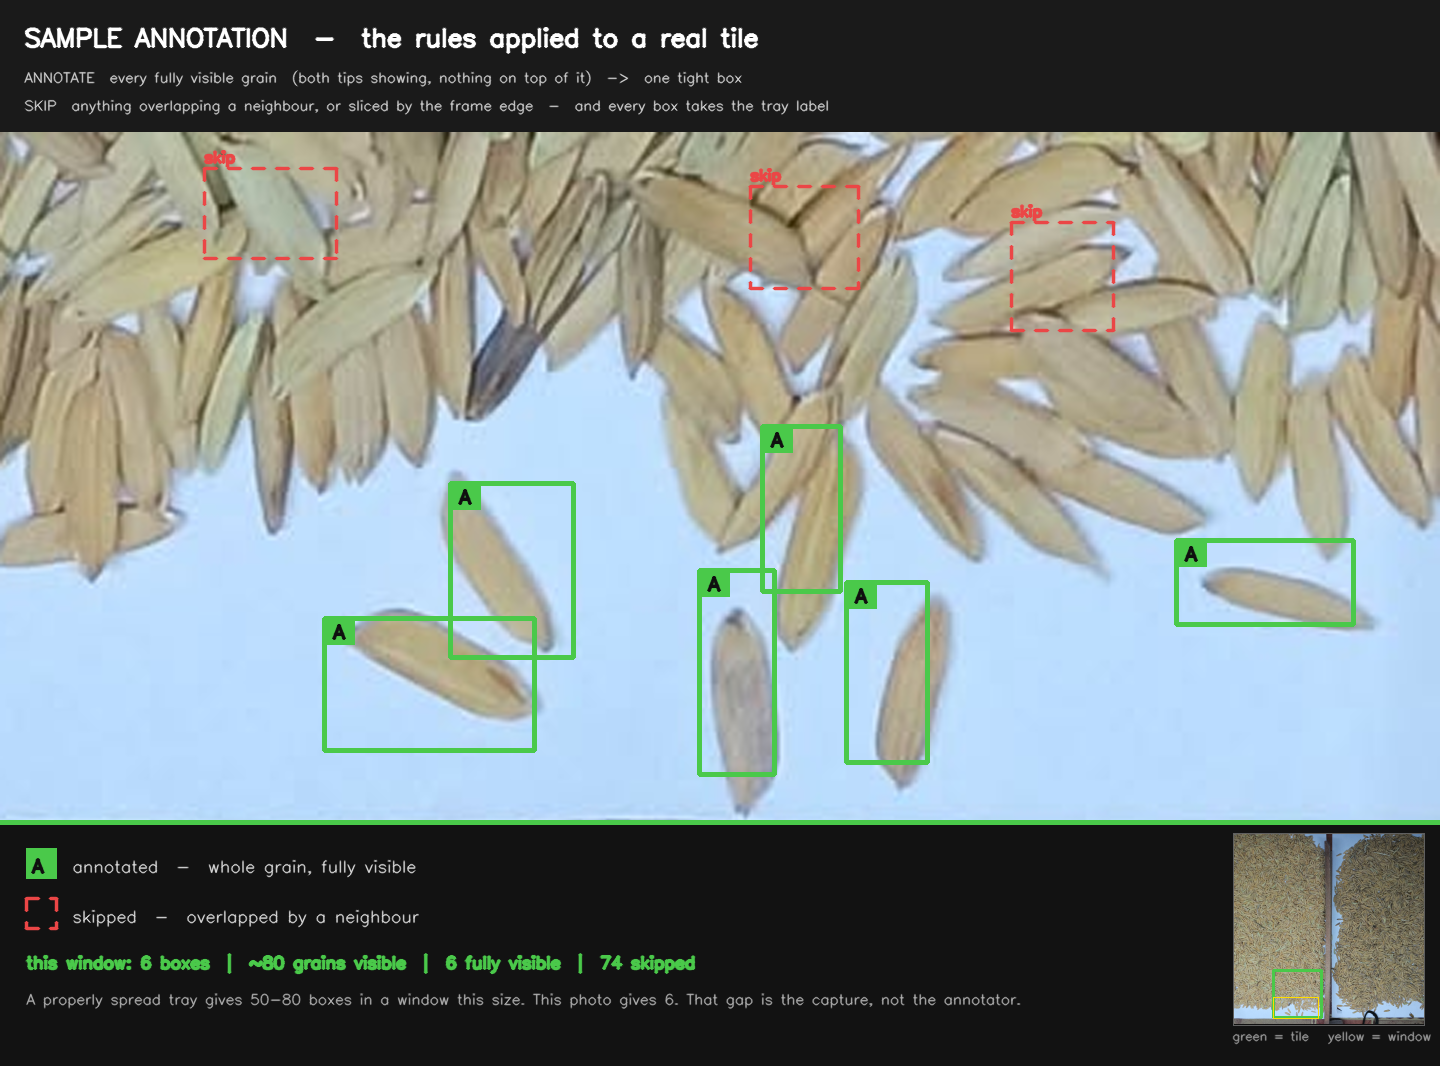 SAMPLE ANNOTATION — the rules applied to a real tile
ANNOTATE every fully visible grain (both tips showing, nothing on top of it) —> one tight box
SKIP anything overlapping a neighbour, or sliced by the frame edge — and every box takes the tray label
skip
skip
skip
A
A
A
A
A
A
A annotated — whole grain, fully visible
skipped — overlapped by a neighbour
this window: 6 boxes | ~80 grains visible | 6 fully visible | 74 skipped
A properly spread tray gives 50—80 boxes in a window this size. This photo gives 6. That gap is the capture, not the annotator.
green = tile yellow = window